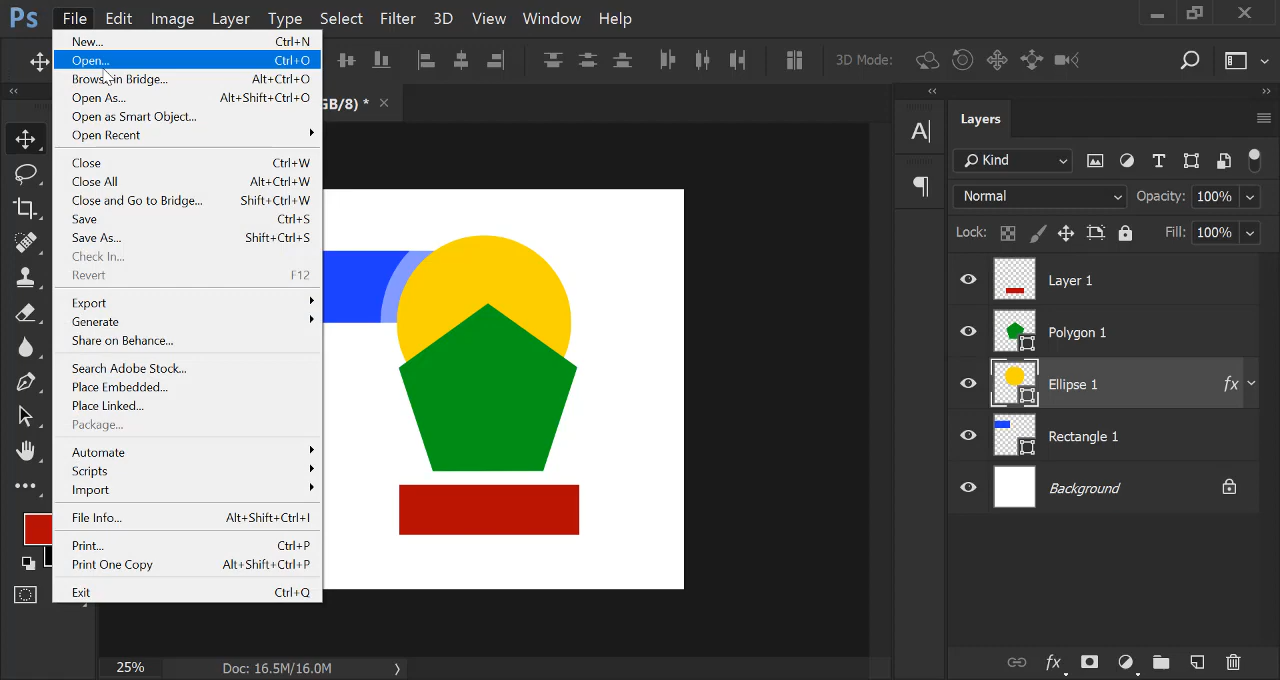 Ps File Edit Image Layer Type Select Filter 3D View Window Help
3D Mode:
GB/8) * ×
New... Ctrl+N
Open... Ctrl+O
Browse in Bridge... Alt+Ctrl+O
Open As... Alt+Shift+Ctrl+O
Open as Smart Object...
Open Recent
Close Ctrl+W
Close All Alt+Ctrl+W
Close and Go to Bridge... Shift+Ctrl+W
Save Ctrl+S
Save As... Shift+Ctrl+S
Check In...
Revert F12
Export
Generate
Share on Behance...
Search Adobe Stock...
Place Embedded...
Place Linked...
Package...
Automate
Scripts
Import
File Info... Alt+Shift+Ctrl+I
Print... Ctrl+P
Print One Copy Alt+Shift+Ctrl+P
Exit Ctrl+Q
25% Doc: 16.5M/16.0M
Layers
Kind
Normal Opacity: 100%
Lock: Fill: 100%
Layer 1
Polygon 1
Ellipse 1 fx
Rectangle 1
Background
fx